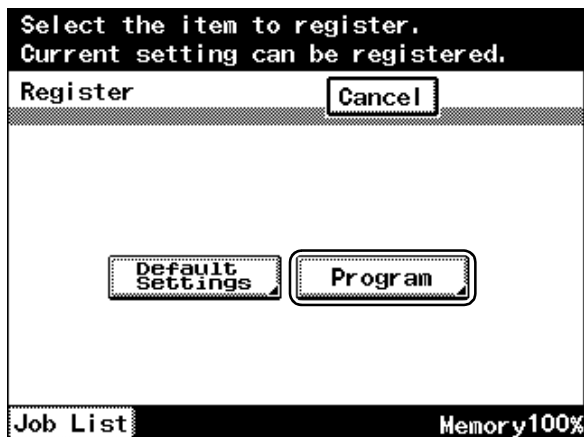 Select the item to register.
Current setting can be registered.
Register
Cancel
Default
Settings
Program
Job List
Memory100%